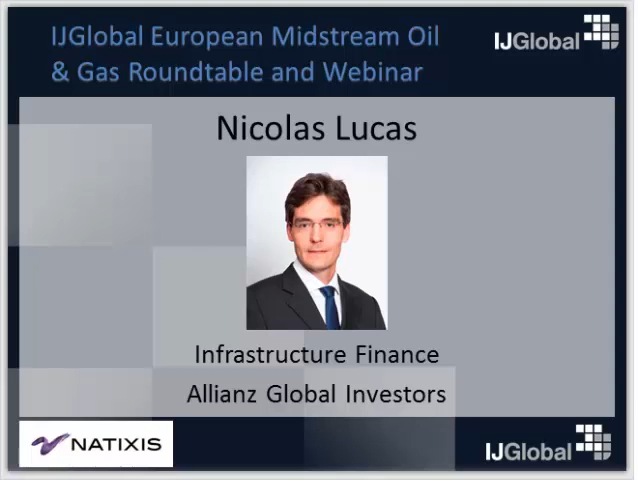 IJGlobal European Midstream Oil
& Gas Roundtable and Webinar
IJGlobal
Nicolas Lucas
Infrastructure Finance
Allianz Global Investors
NATIXIS
IJGlobal